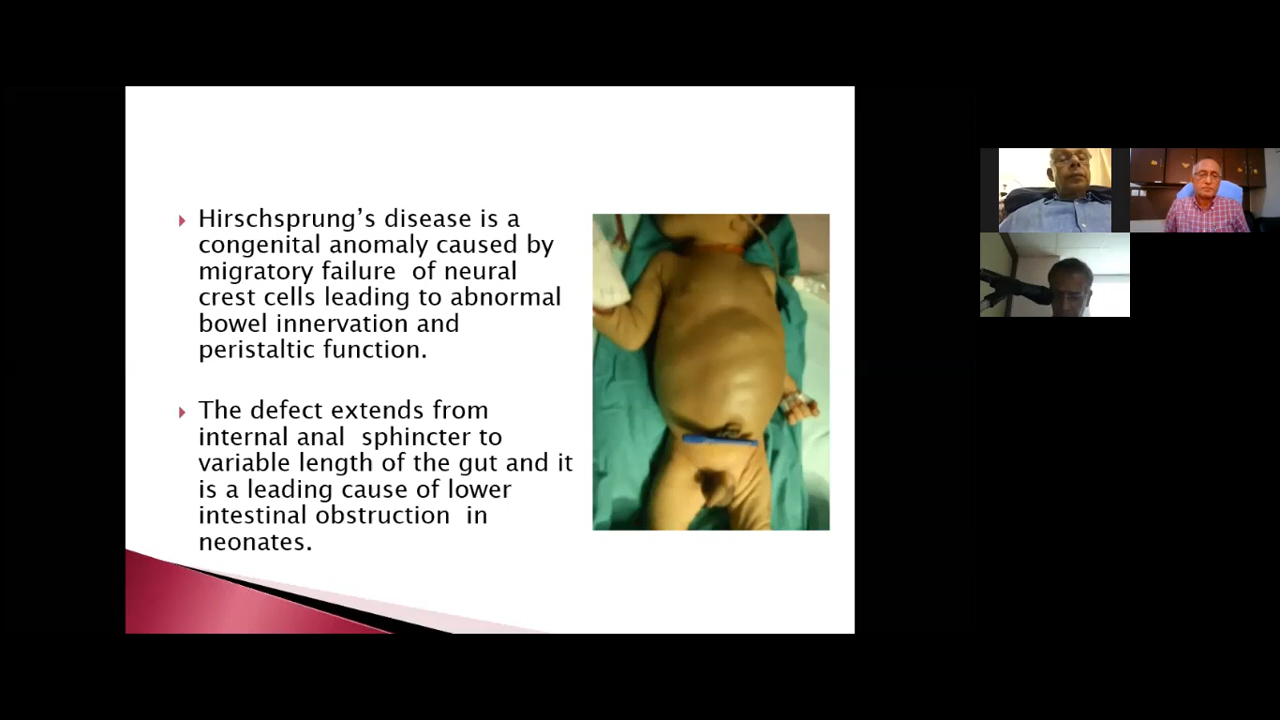 Hirschsprung’s disease is a
congenital anomaly caused by
migratory failure  of neural
crest cells leading to abnormal
bowel innervation and
peristaltic function.
The defect extends from
internal anal  sphincter to
variable length of the gut and it
is a leading cause of lower
intestinal obstruction  in
neonates.